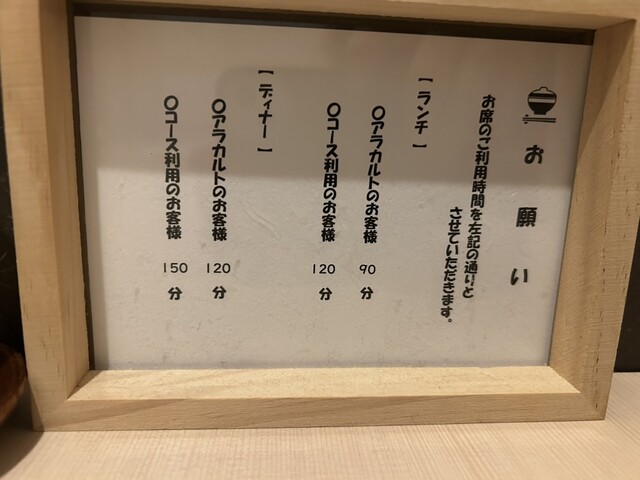 お願い
お席のご利用時間を左記の通りと
させていただきます。
【ランチ】
〇アラカルトのお客様 90分
〇コース利用のお客様 120分
【ディナー】
〇アラカルトのお客様 120分
〇コース利用のお客様 150分